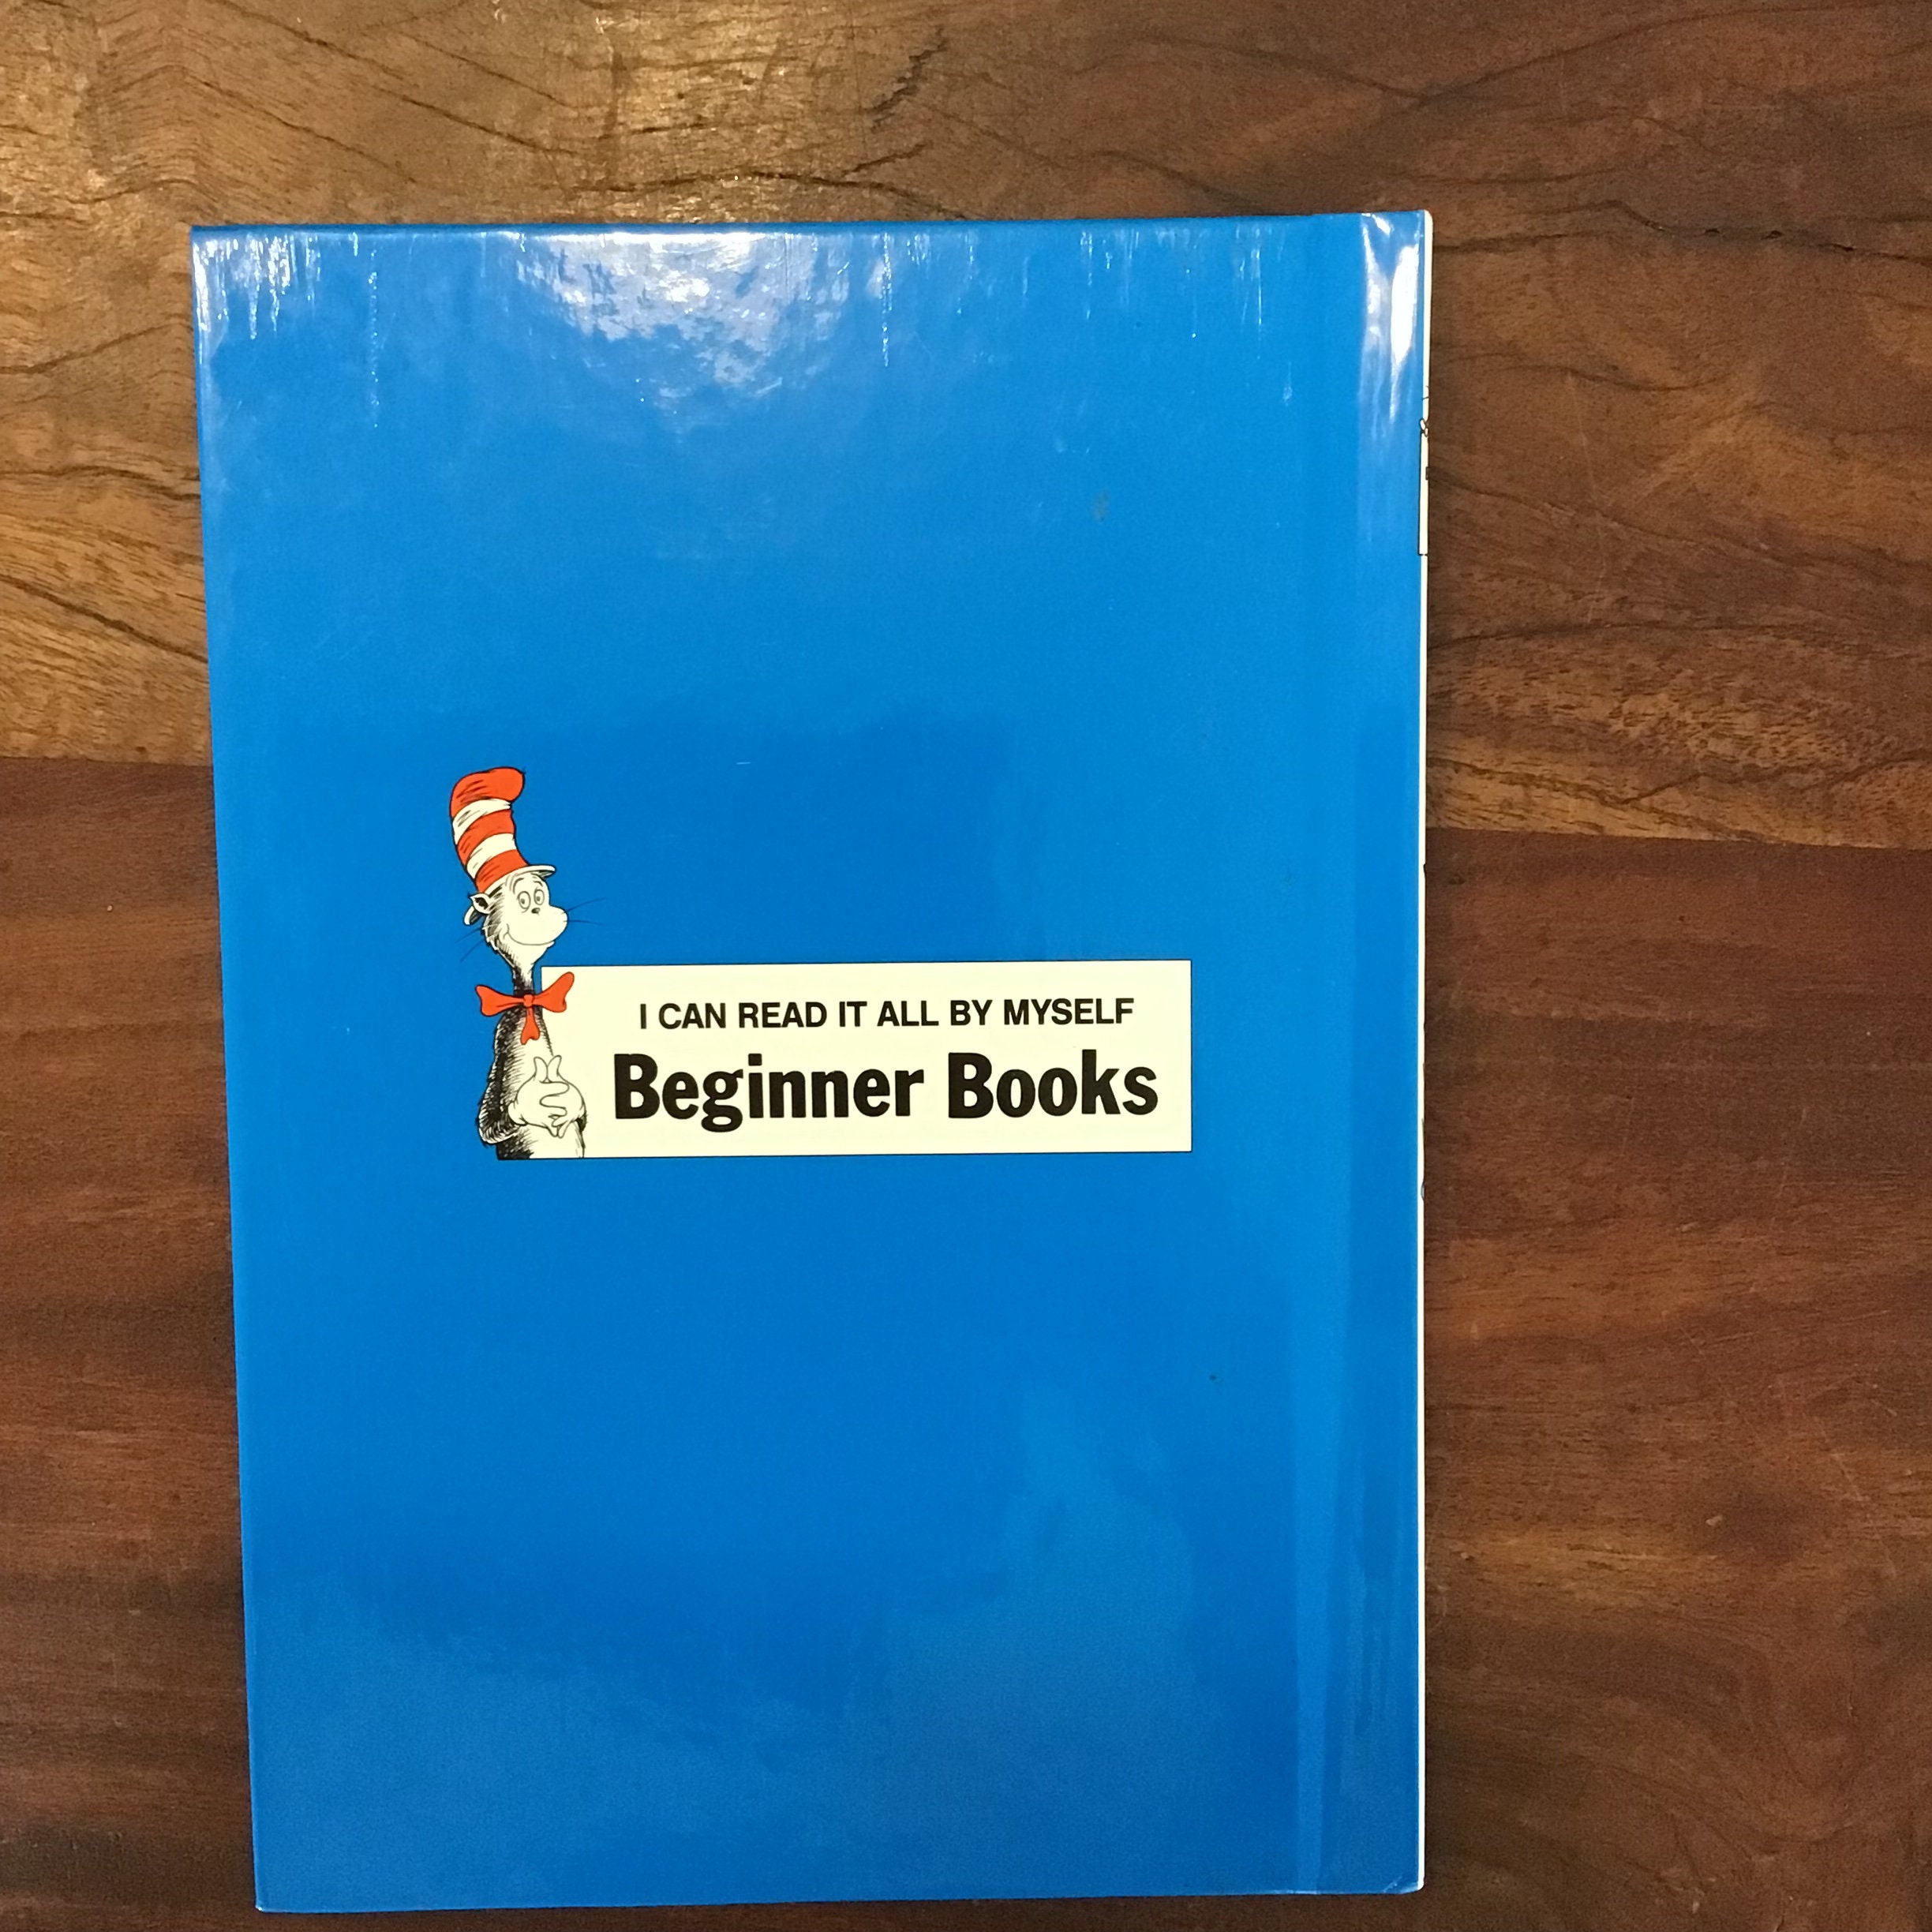 I CAN READ IT ALL BY MYSELF
Beginner Books